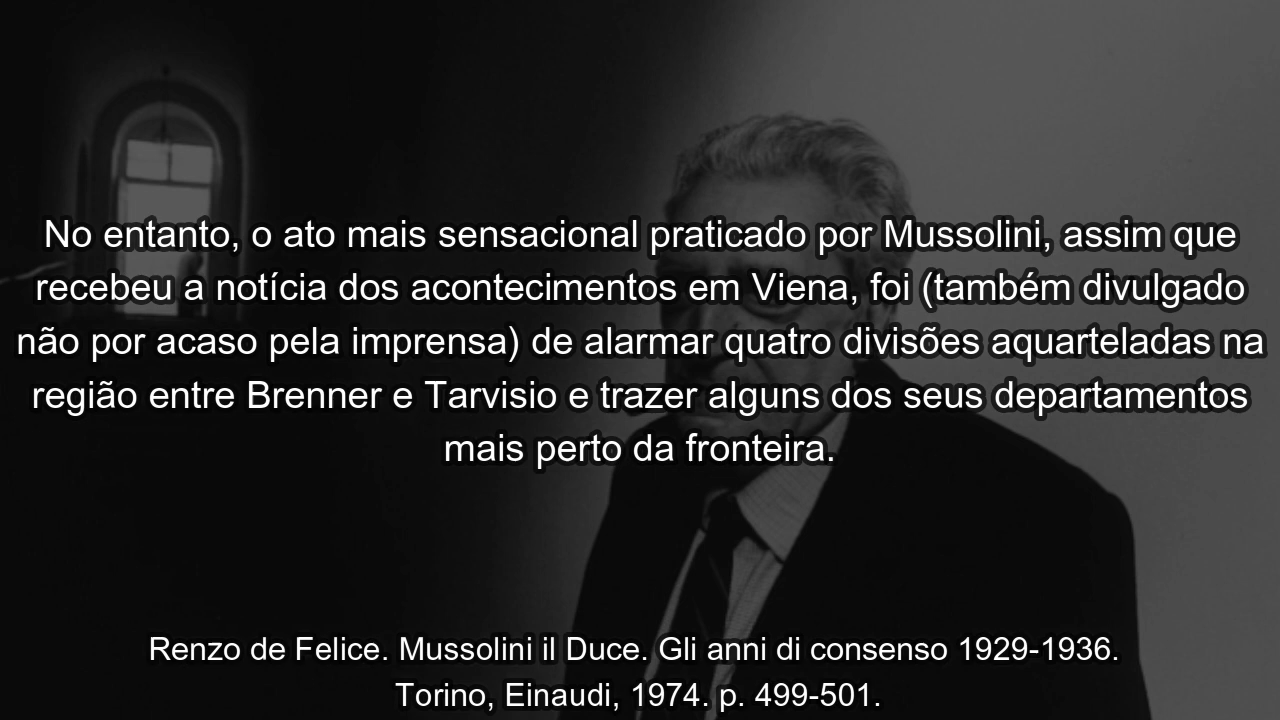 No entanto, o ato mais sensacional praticado por Mussolini, assim que
recebeu a notícia dos acontecimentos em Viena, foi (também divulgado
não por acaso pela imprensa) de alarmar quatro divisões aquarteladas na
região entre Brenner e Tarvisio e trazer alguns dos seus departamentos
mais perto da fronteira.
Renzo de Felice. Mussolini il Duce. Gli anni di consenso 1929-1936.
Torino, Einaudi, 1974. p. 499-501.